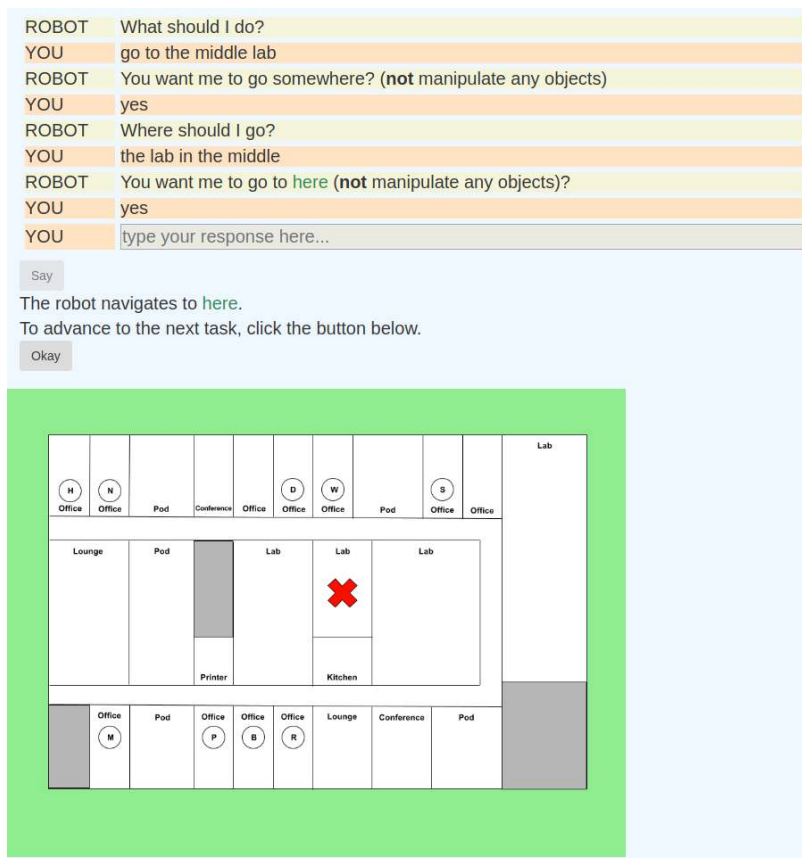 ROBOT What should I do?
YOU go to the middle lab
ROBOT You want me to go somewhere? (not manipulate any objects)
YOU yes
ROBOT Where should I go?
YOU the lab in the middle
ROBOT You want me to go to here (not manipulate any objects)?
YOU yes
YOU type your response here...
Say
The robot navigates to here.
To advance to the next task, click the button below.
Okay
Lab
H N D W S
Office Office Pod Conference Office Office Office Pod Office Office
Lounge Pod Lab Lab Lab
Printer Kitchen
Office Pod Office Office Office Lounge Conference Pod
M P B R